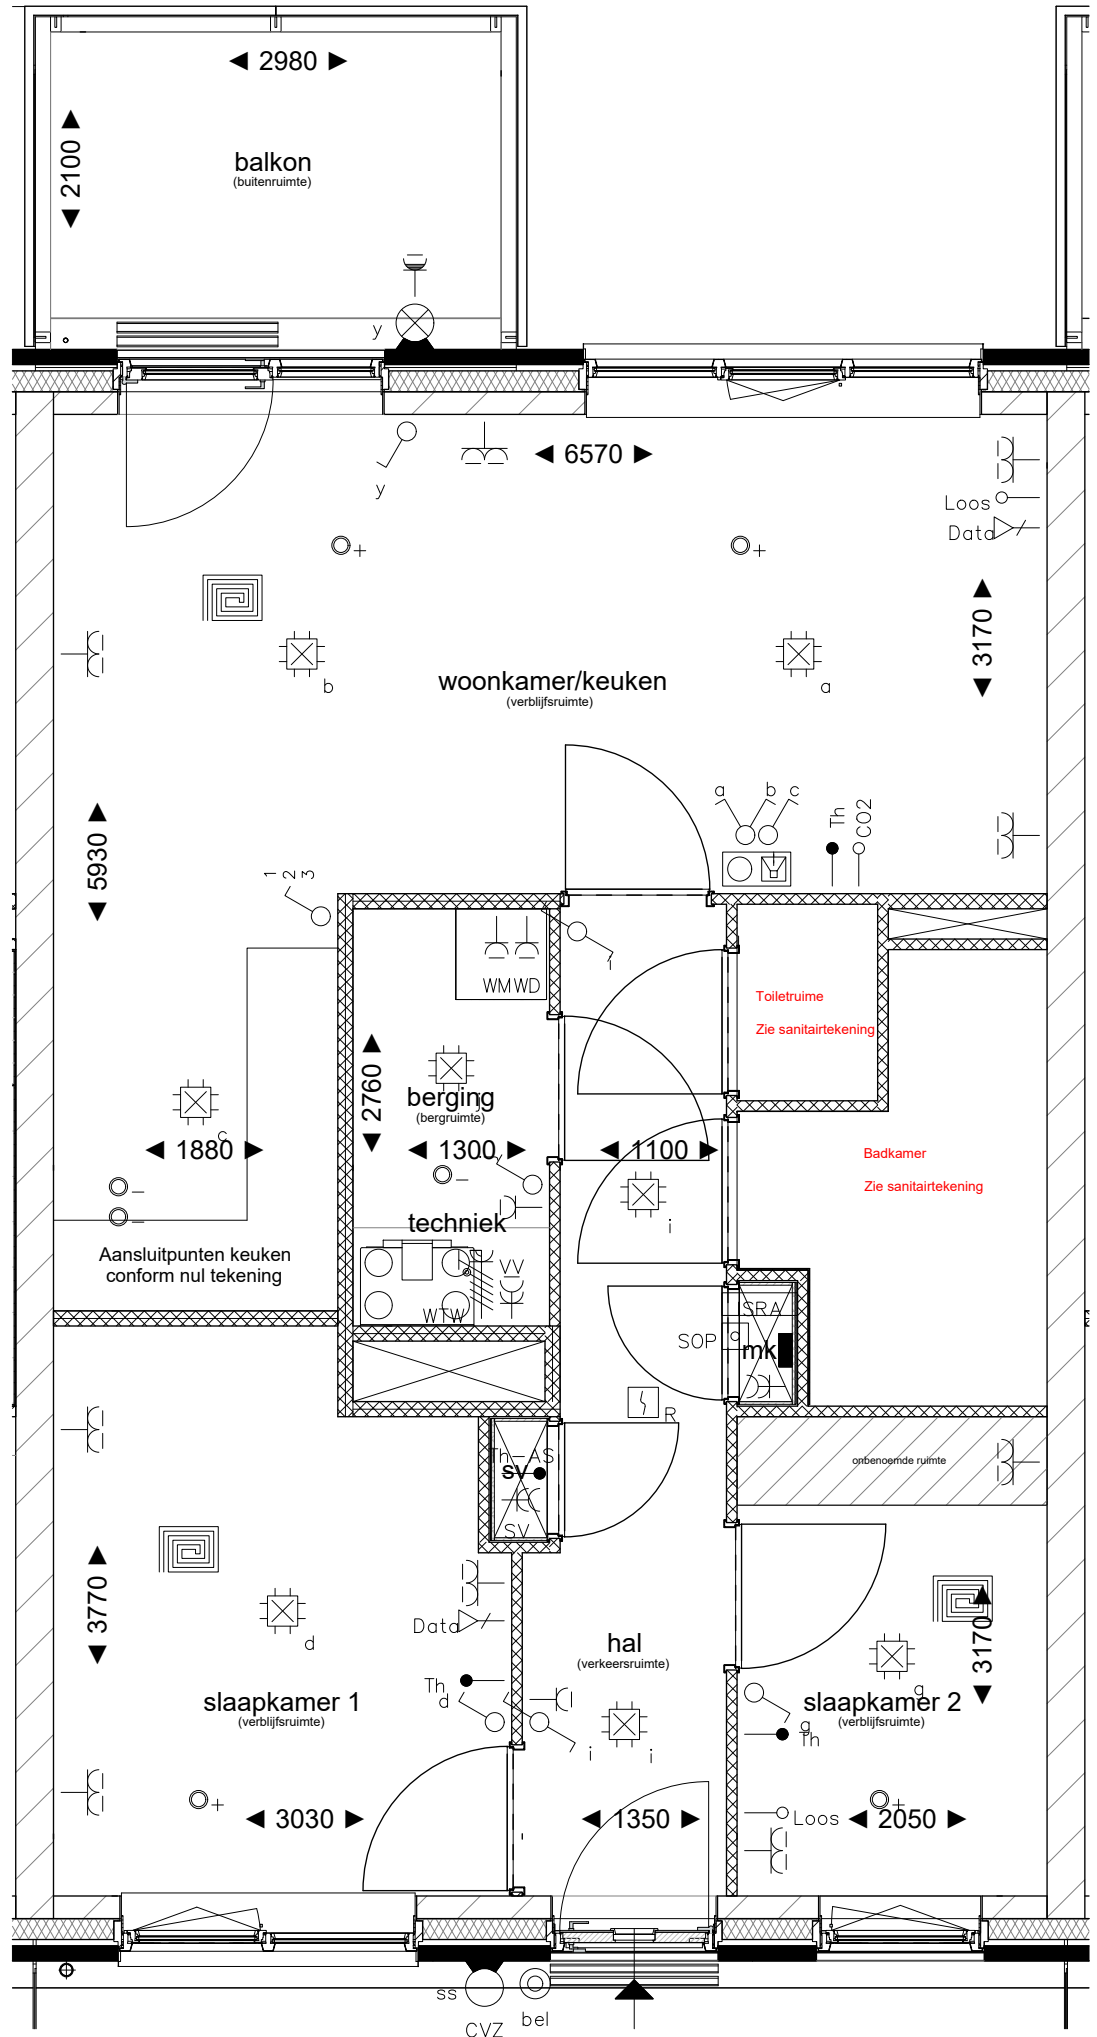 ◄ 2980 ►
◄ 2100 ►
balkon
(buitenruimte)
y
y
◄ 6570 ►
Loos
Data
+
+
◄ 3170 ►
b
a
woonkamer/keuken
(verblijfsruimte)
a b c
Th
CO2
◄ 5930 ►
1 2 3
WM WD
Toiletruime
Zie sanitairtekening
◄ 2760 ►
berging
(bergruimte)
c
◄ 1880 ►
◄ 1300 ►
◄ 1100 ►
Badkamer
Zie sanitairtekening
i
techniek
Aansluitpunten keuken
conform nul tekening
VV
WTW
SRA
SOP
mk
R
Th-AS
sv
SV
onbenoemde ruimte
◄ 3770 ►
d
Data
hal
(verkeersruimte)
◄ 3170 ►
g
Th
d
slaapkamer 1
(verblijfsruimte)
i
i
slaapkamer 2
(verblijfsruimte)
g
Th
+
+
◄ 3030 ►
◄ 1350 ►
Loos
◄ 2050 ►
ss
CVZ
bel